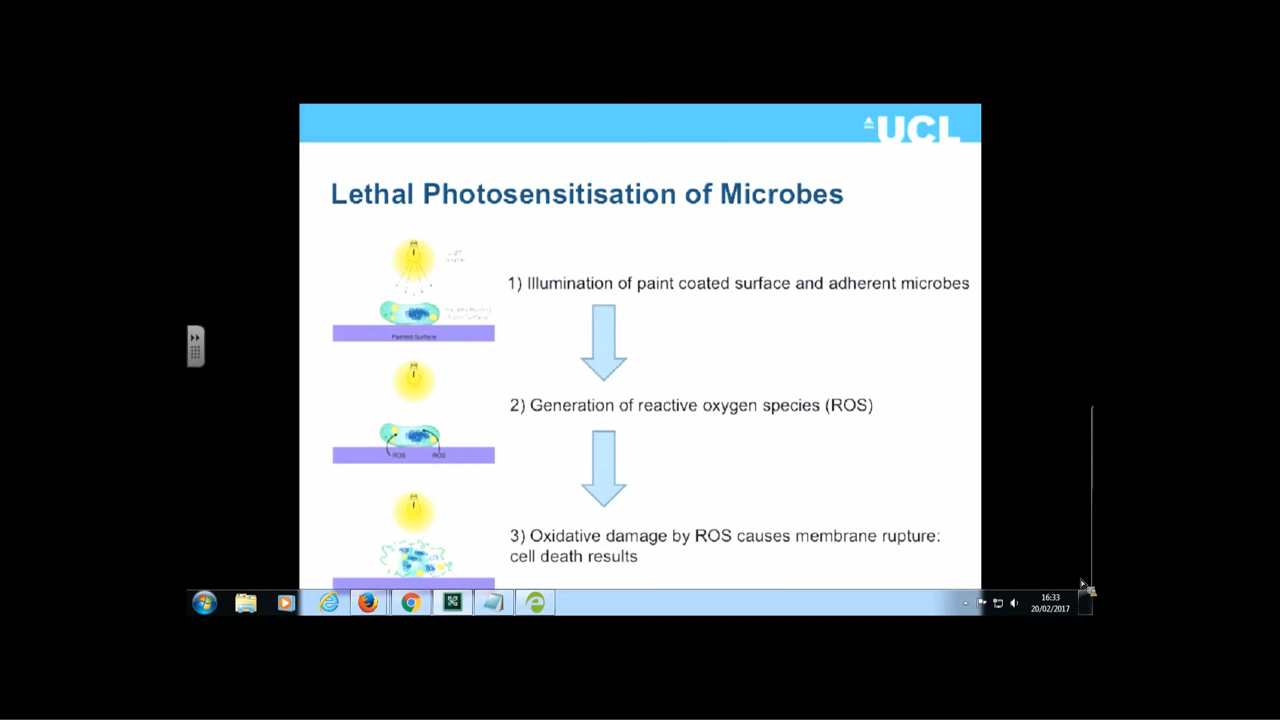 UCL
Lethal Photosensitisation of Microbes
1) Illumination of paint coated surface and adherent microbes
Painted Surface
2) Generation of reactive oxygen species (ROS)
ROS ROS
3) Oxidative damage by ROS causes membrane rupture:
cell death results
16:33
20/02/2017